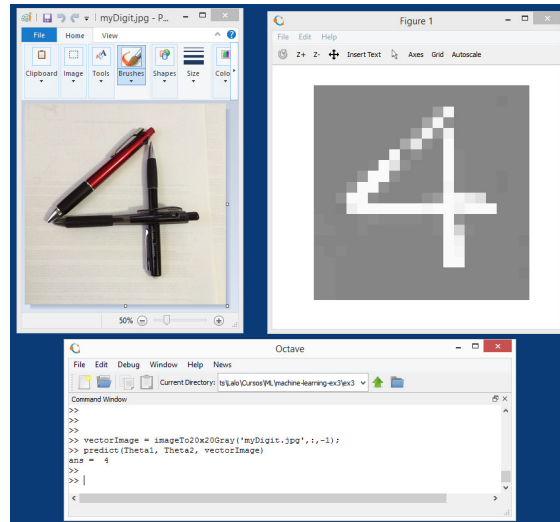 myDigit.jpg - P...
File Home View
Clipboard Image Tools Brushes Shapes Size Colo
50%
Figure 1
File Edit Help
Z+ Z- Insert Text Axes Grid Autoscale
Octave
File Edit Debug Window Help News
Current Directory: ts\Lalo\Cursos\ML\machine-learning-ex3\ex3
Command Window
>>
>>
>>
>> vectorImage = imageTo20x20Gray('myDigit.jpg',:,-1);
>> predict(Theta1, Theta2, vectorImage)
ans = 4
>>
>>